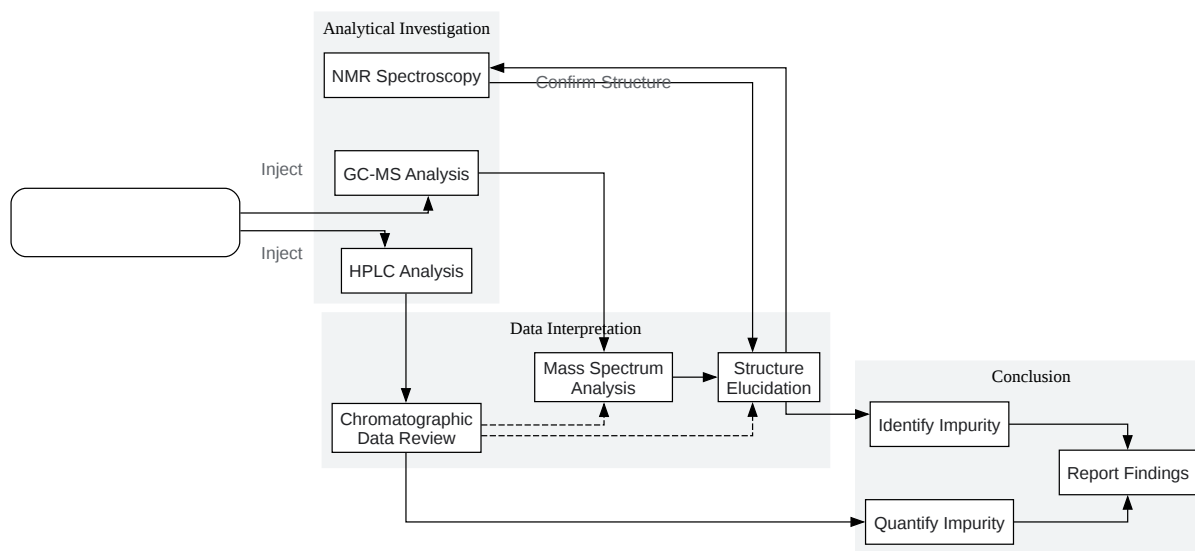 Analytical Investigation
NMR Spectroscopy
Confirm Structure
Inject
GC-MS Analysis
Inject
HPLC Analysis
Data Interpretation
Mass Spectrum
Analysis
Structure
Elucidation
Chromatographic
Data Review
Conclusion
Identify Impurity
Report Findings
Quantify Impurity